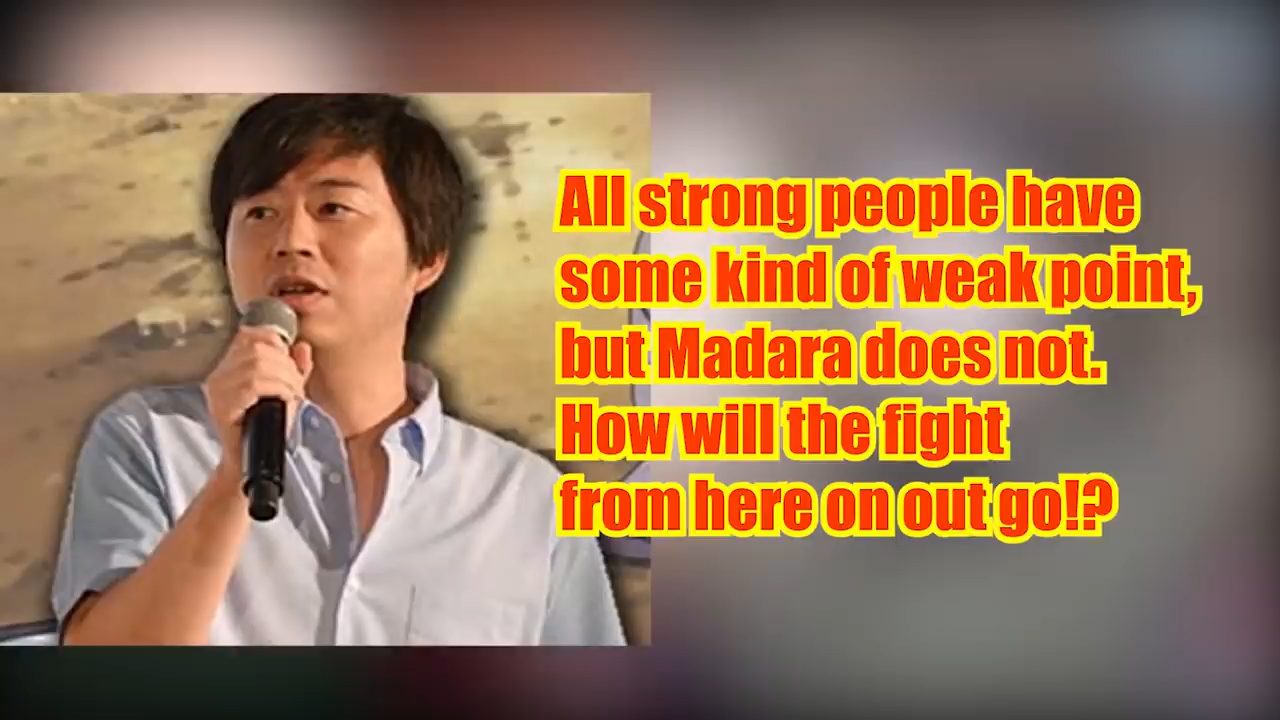 All strong people have
some kind of weak point,
but Madara does not.
How will the fight
from here on out go!?